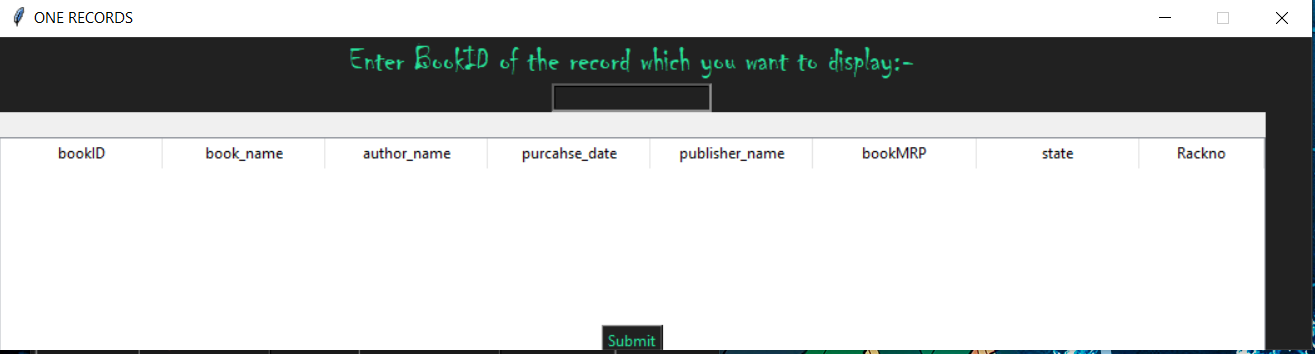 ONE RECORDS
Enter BookID of the record which you want to display:-
bookID book_name author_name purcahse_date publisher_name bookMRP state Rackno
Submit